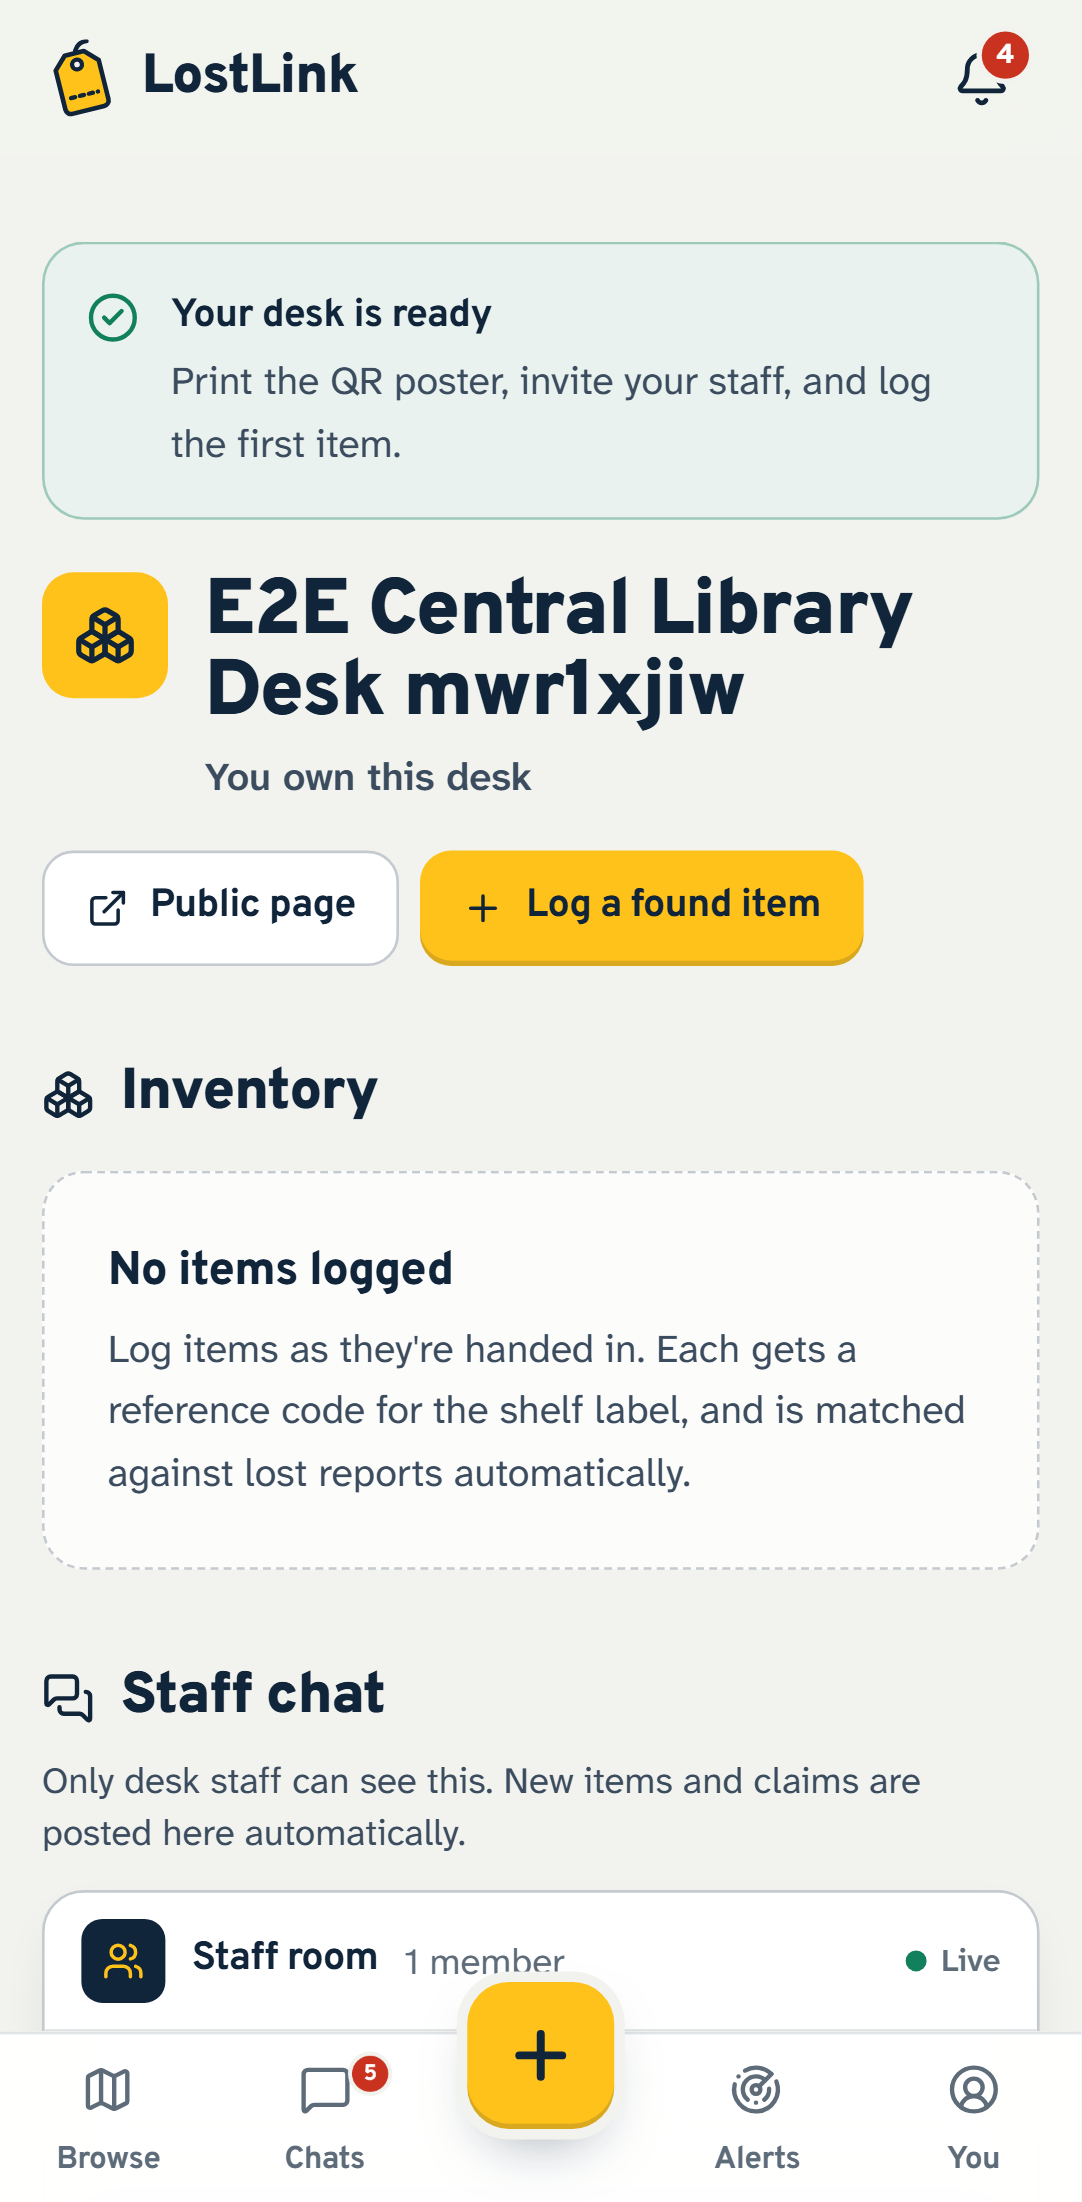 LostLink
4
Your desk is ready
Print the QR poster, invite your staff, and log
the first item.
E2E Central Library
Desk mwr1xjiw
You own this desk
Public page
Log a found item
Inventory
No items logged
Log items as they're handed in. Each gets a
reference code for the shelf label, and is matched
against lost reports automatically.
Staff chat
Only desk staff can see this. New items and claims are
posted here automatically.
Staff room 1 member Live
5
Browse Chats Alerts You